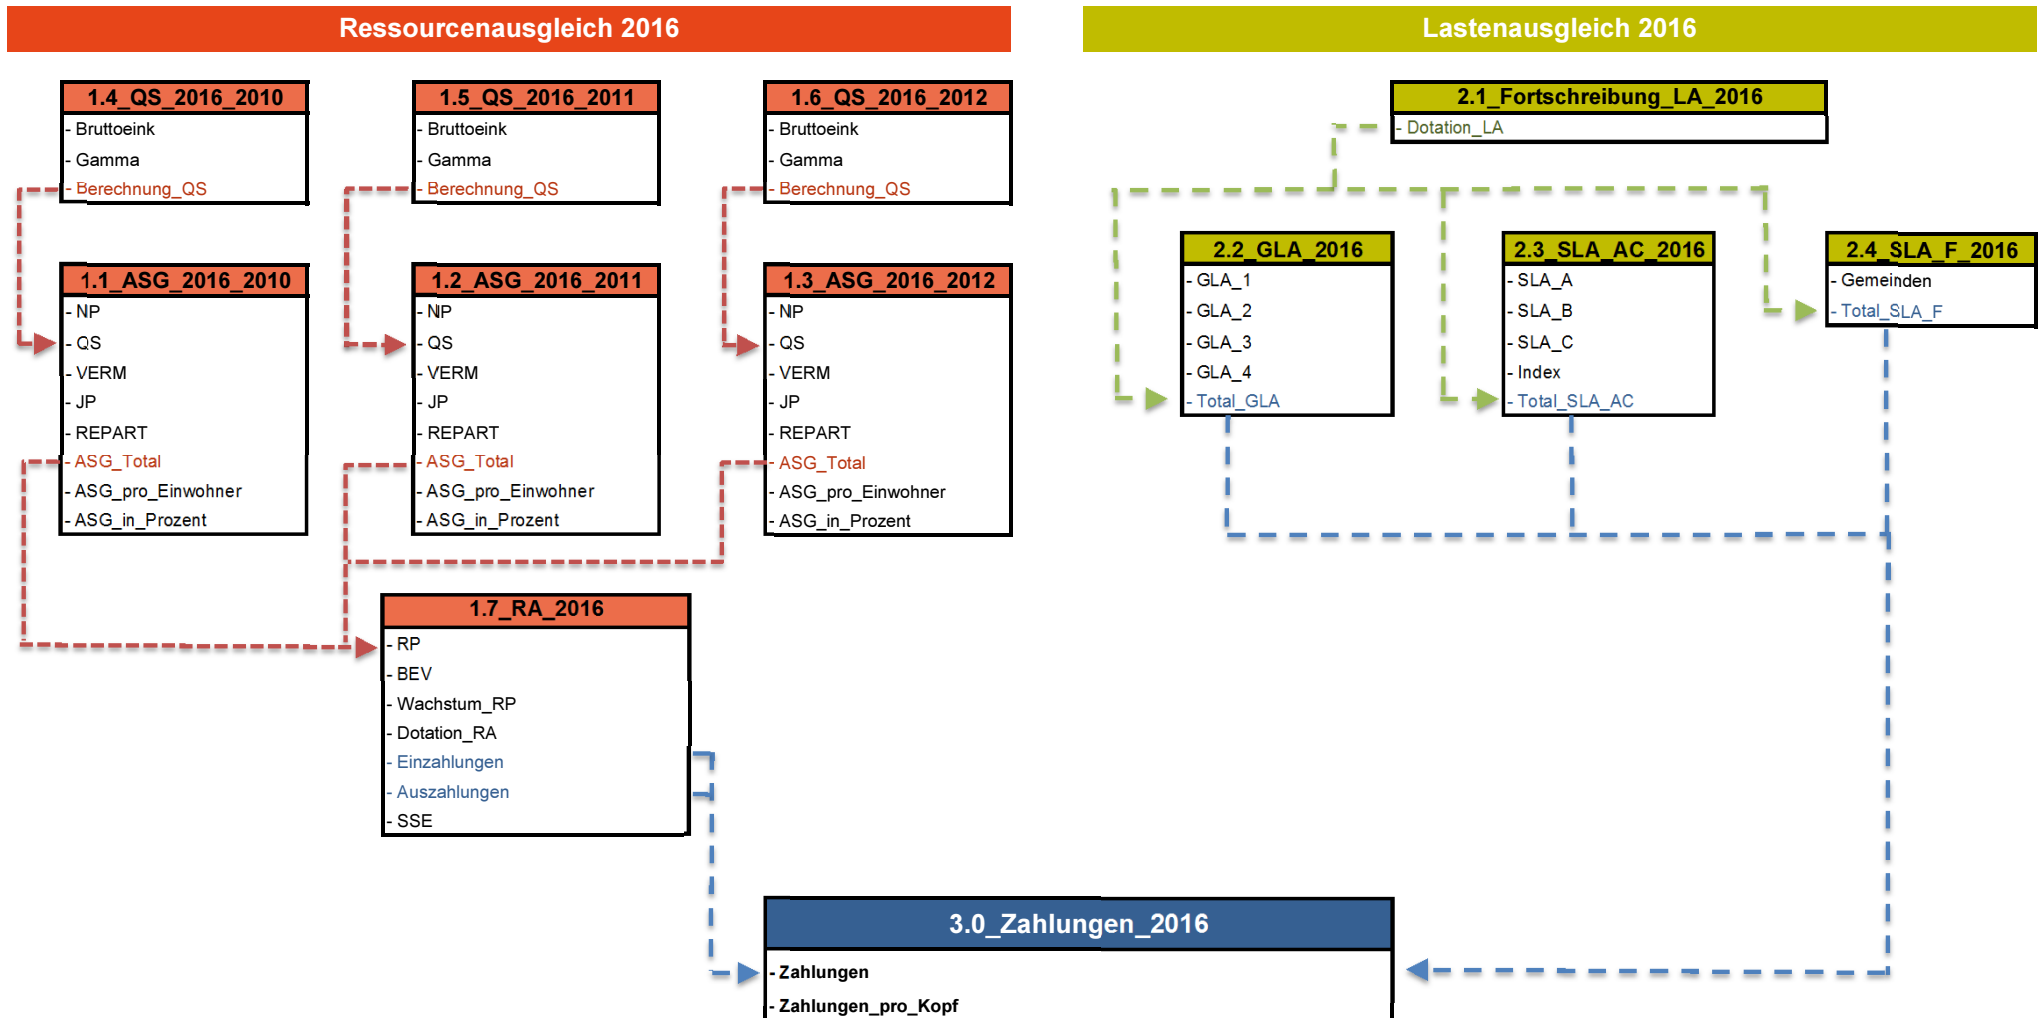 Ressourcenausgleich 2016
Lastenausgleich 2016
1.4_QS_2016_2010
- Bruttoeink
- Gamma
- Berechnung_QS
1.5_QS_2016_2011
- Bruttoeink
- Gamma
- Berechnung_QS
1.6_QS_2016_2012
- Bruttoeink
- Gamma
- Berechnung_QS
2.1_Fortschreibung_LA_2016
- Dotation_LA
1.1_ASG_2016_2010
- NP
- QS
- VERM
- JP
- REPART
- ASG_Total
- ASG_pro_Einwohner
- ASG_in_Prozent
1.2_ASG_2016_2011
- NP
- QS
- VERM
- JP
- REPART
- ASG_Total
- ASG_pro_Einwohner
- ASG_in_Prozent
1.3_ASG_2016_2012
- NP
- QS
- VERM
- JP
- REPART
- ASG_Total
- ASG_pro_Einwohner
- ASG_in_Prozent
2.2_GLA_2016
- GLA_1
- GLA_2
- GLA_3
- GLA_4
- Total_GLA
2.3_SLA_AC_2016
- SLA_A
- SLA_B
- SLA_C
- Index
- Total_SLA_AC
2.4_SLA_F_2016
- Gemeinden
- Total_SLA_F
1.7_RA_2016
- RP
- BEV
- Wachstum_RP
- Dotation_RA
- Einzahlungen
- Auszahlungen
- SSE
3.0_Zahlungen_2016
- Zahlungen
- Zahlungen_pro_Kopf